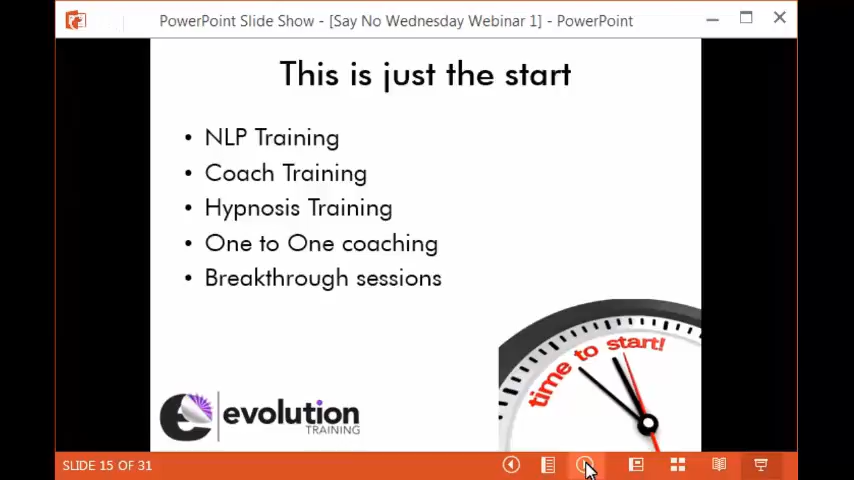 PowerPoint Slide Show - [Say No Wednesday Webinar 1] - PowerPoint
This is just the start
• NLP Training
• Coach Training
• Hypnosis Training
• One to One coaching
• Breakthrough sessions
time to start!
evolution
TRAINING
SLIDE 15 OF 31